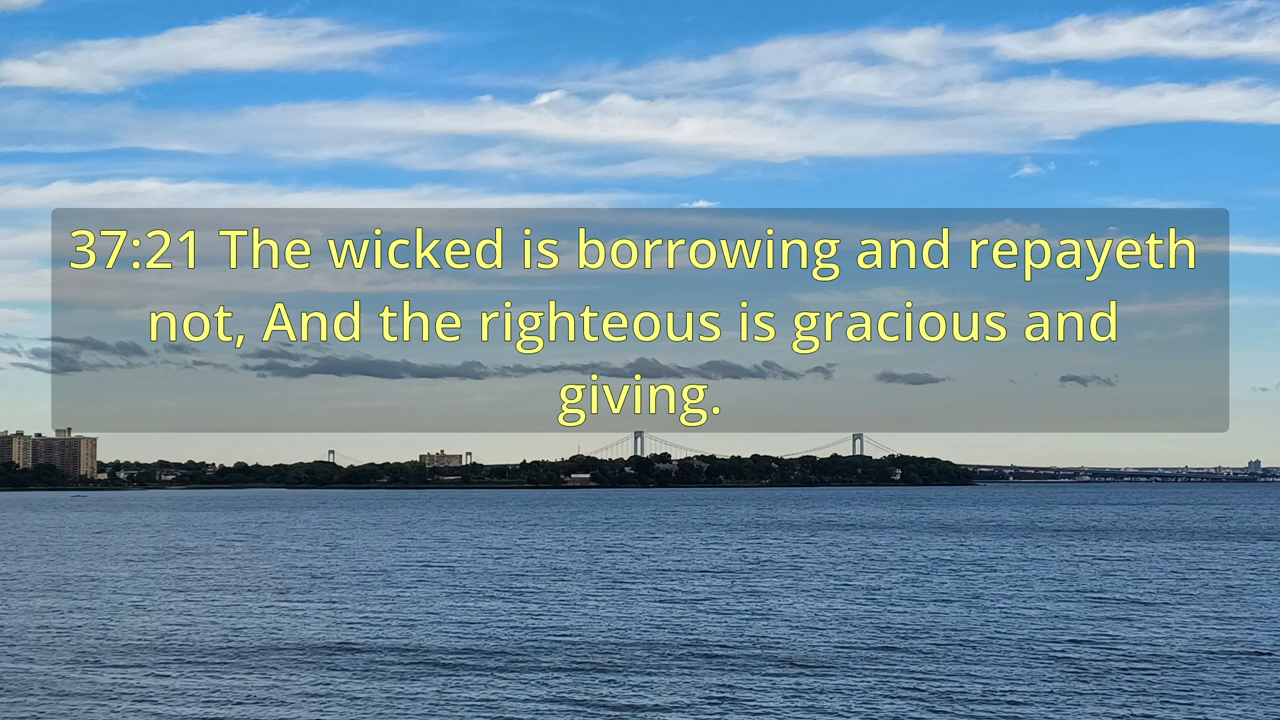 37:21 The wicked is borrowing and repayeth
not, And the righteous is gracious and
giving.